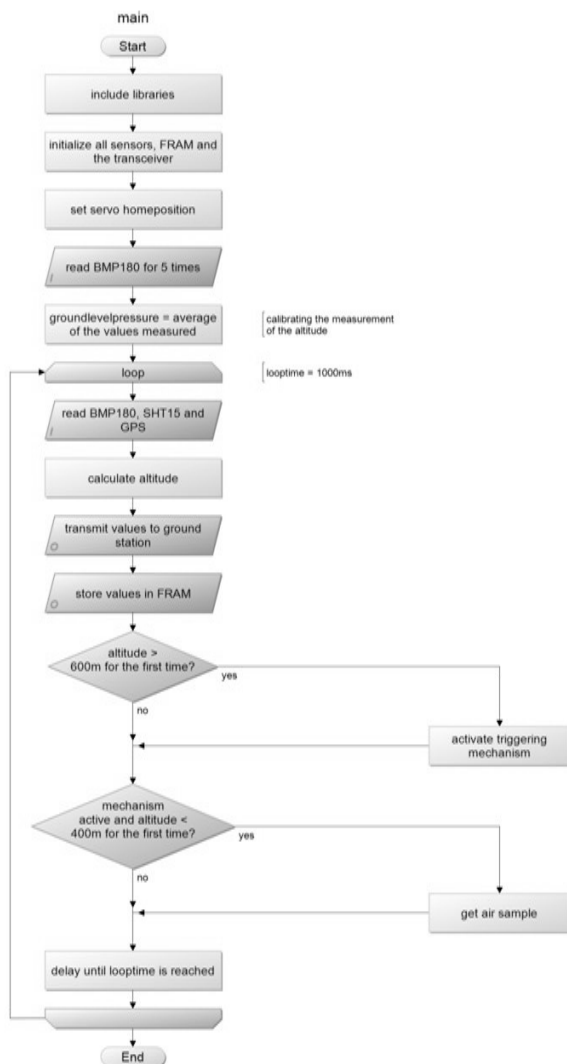 main
Start
include libraries
initialize all sensors, FRAM and
the transceiver
set servo homeposition
read BMP180 for 5 times
I
groundlevelpressure = average
of the values measured
calibrating the measurement
of the altitude
loop
looptime = 1000ms
read BMP180, SHT15 and
GPS
I
calculate altitude
transmit values to ground
station
O
store values in FRAM
O
altitude >
600m for the first time?
yes
no
activate triggering
mechanism
mechanism
active and altitude <
400m for the first time?
yes
no
get air sample
delay until looptime is reached
End